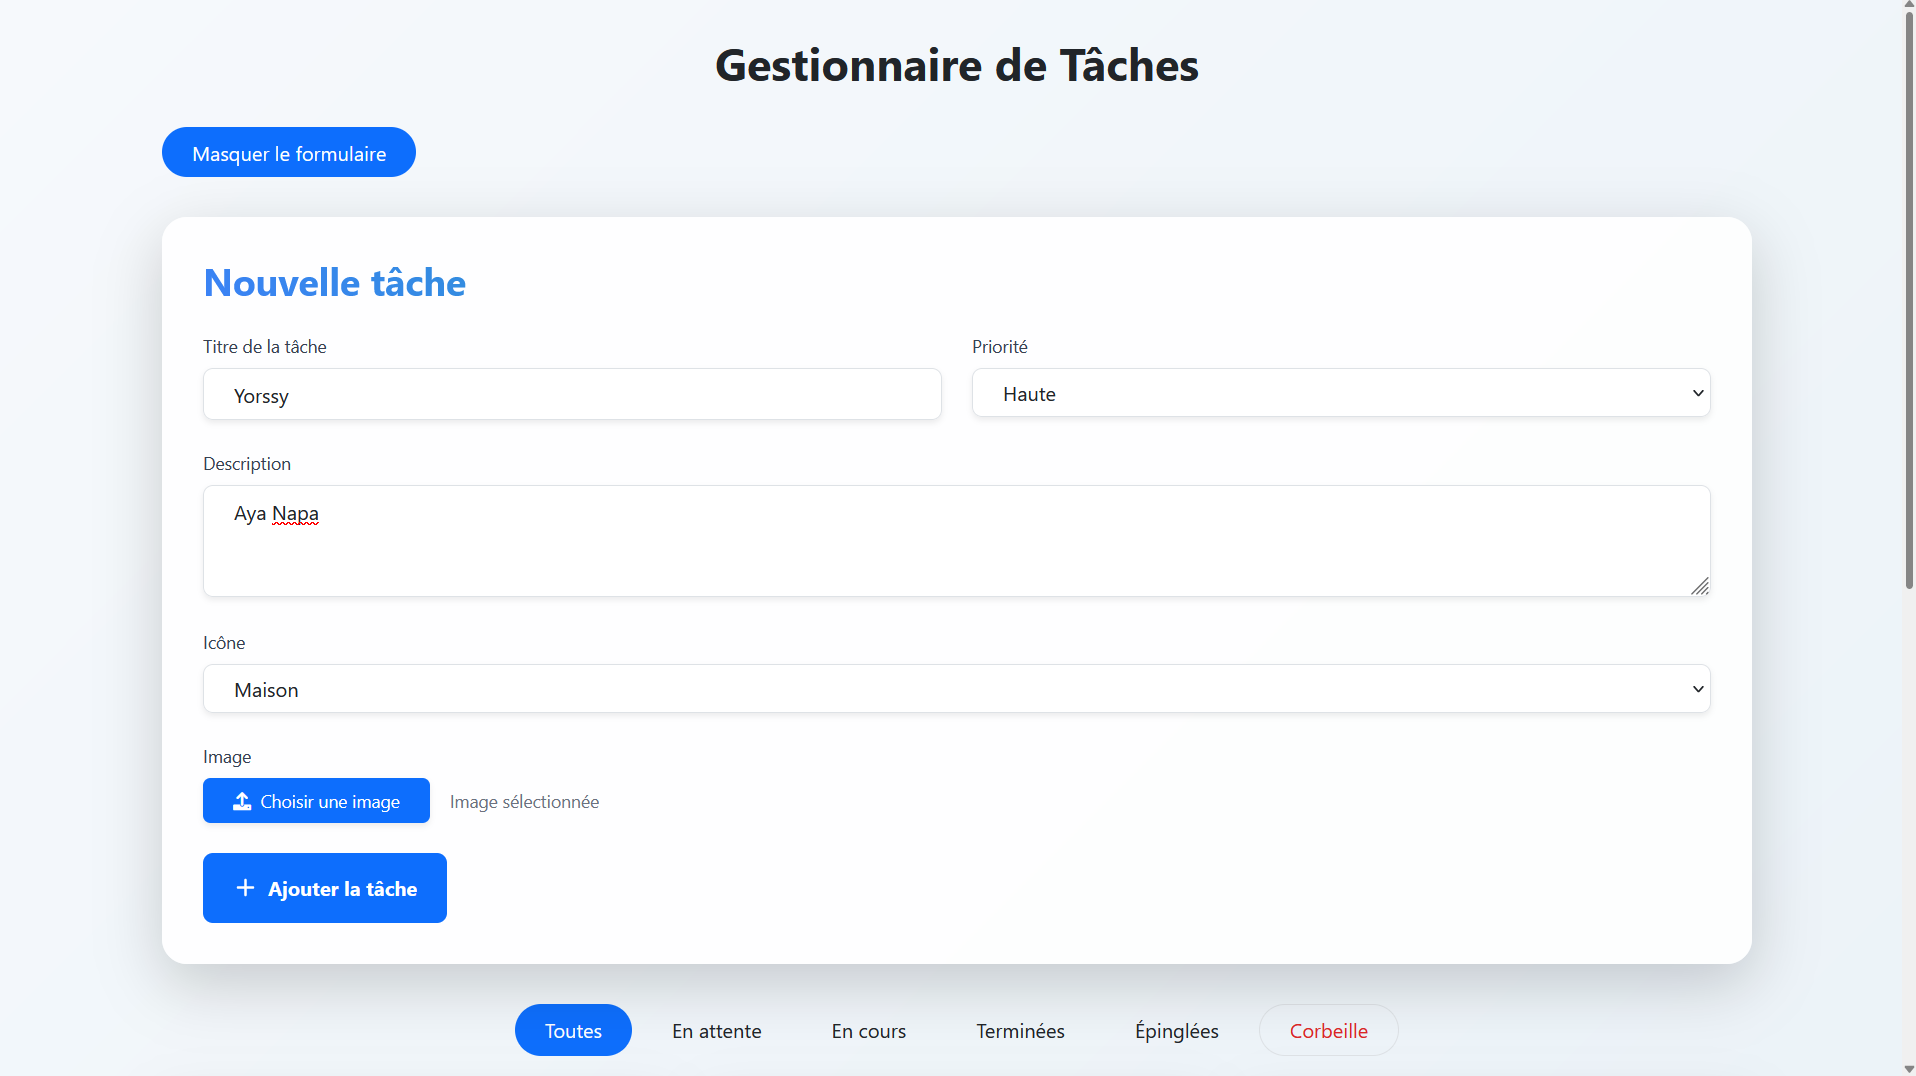 Gestionnaire de Tâches
Masquer le formulaire
Nouvelle tâche
Titre de la tâche
Priorité
Yorssy
Haute
Description
Aya Napa
Icône
Maison
Image
Choisir une image
Image sélectionnée
Ajouter la tâche
Toutes
En attente
En cours
Terminées
Épinglées
Corbeille